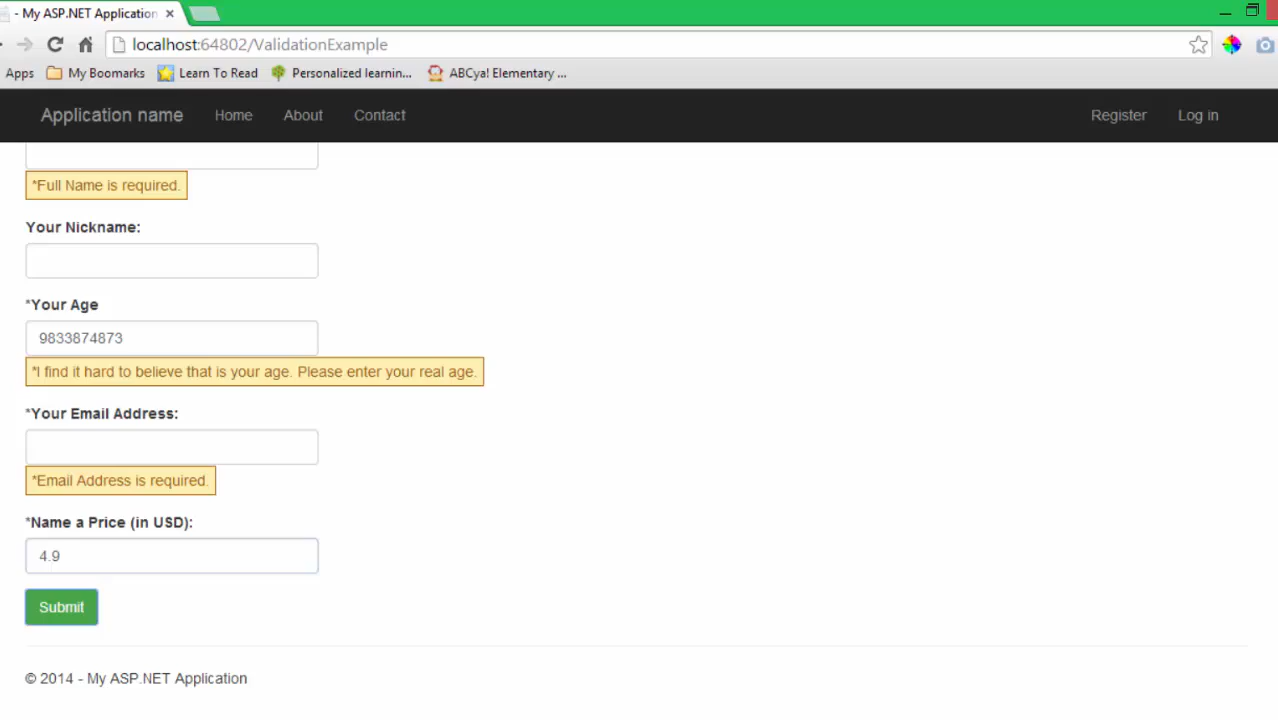 - My ASP.NET Application ×
localhost:64802/ValidationExample
Apps My Boomarks Learn To Read Personalized learnin... ABCya! Elementary ...
Application name Home About Contact Register Log in
*Full Name is required.
Your Nickname:
*Your Age
9833874873
*I find it hard to believe that is your age. Please enter your real age.
*Your Email Address:
*Email Address is required.
*Name a Price (in USD):
4.9
Submit
© 2014 - My ASP.NET Application